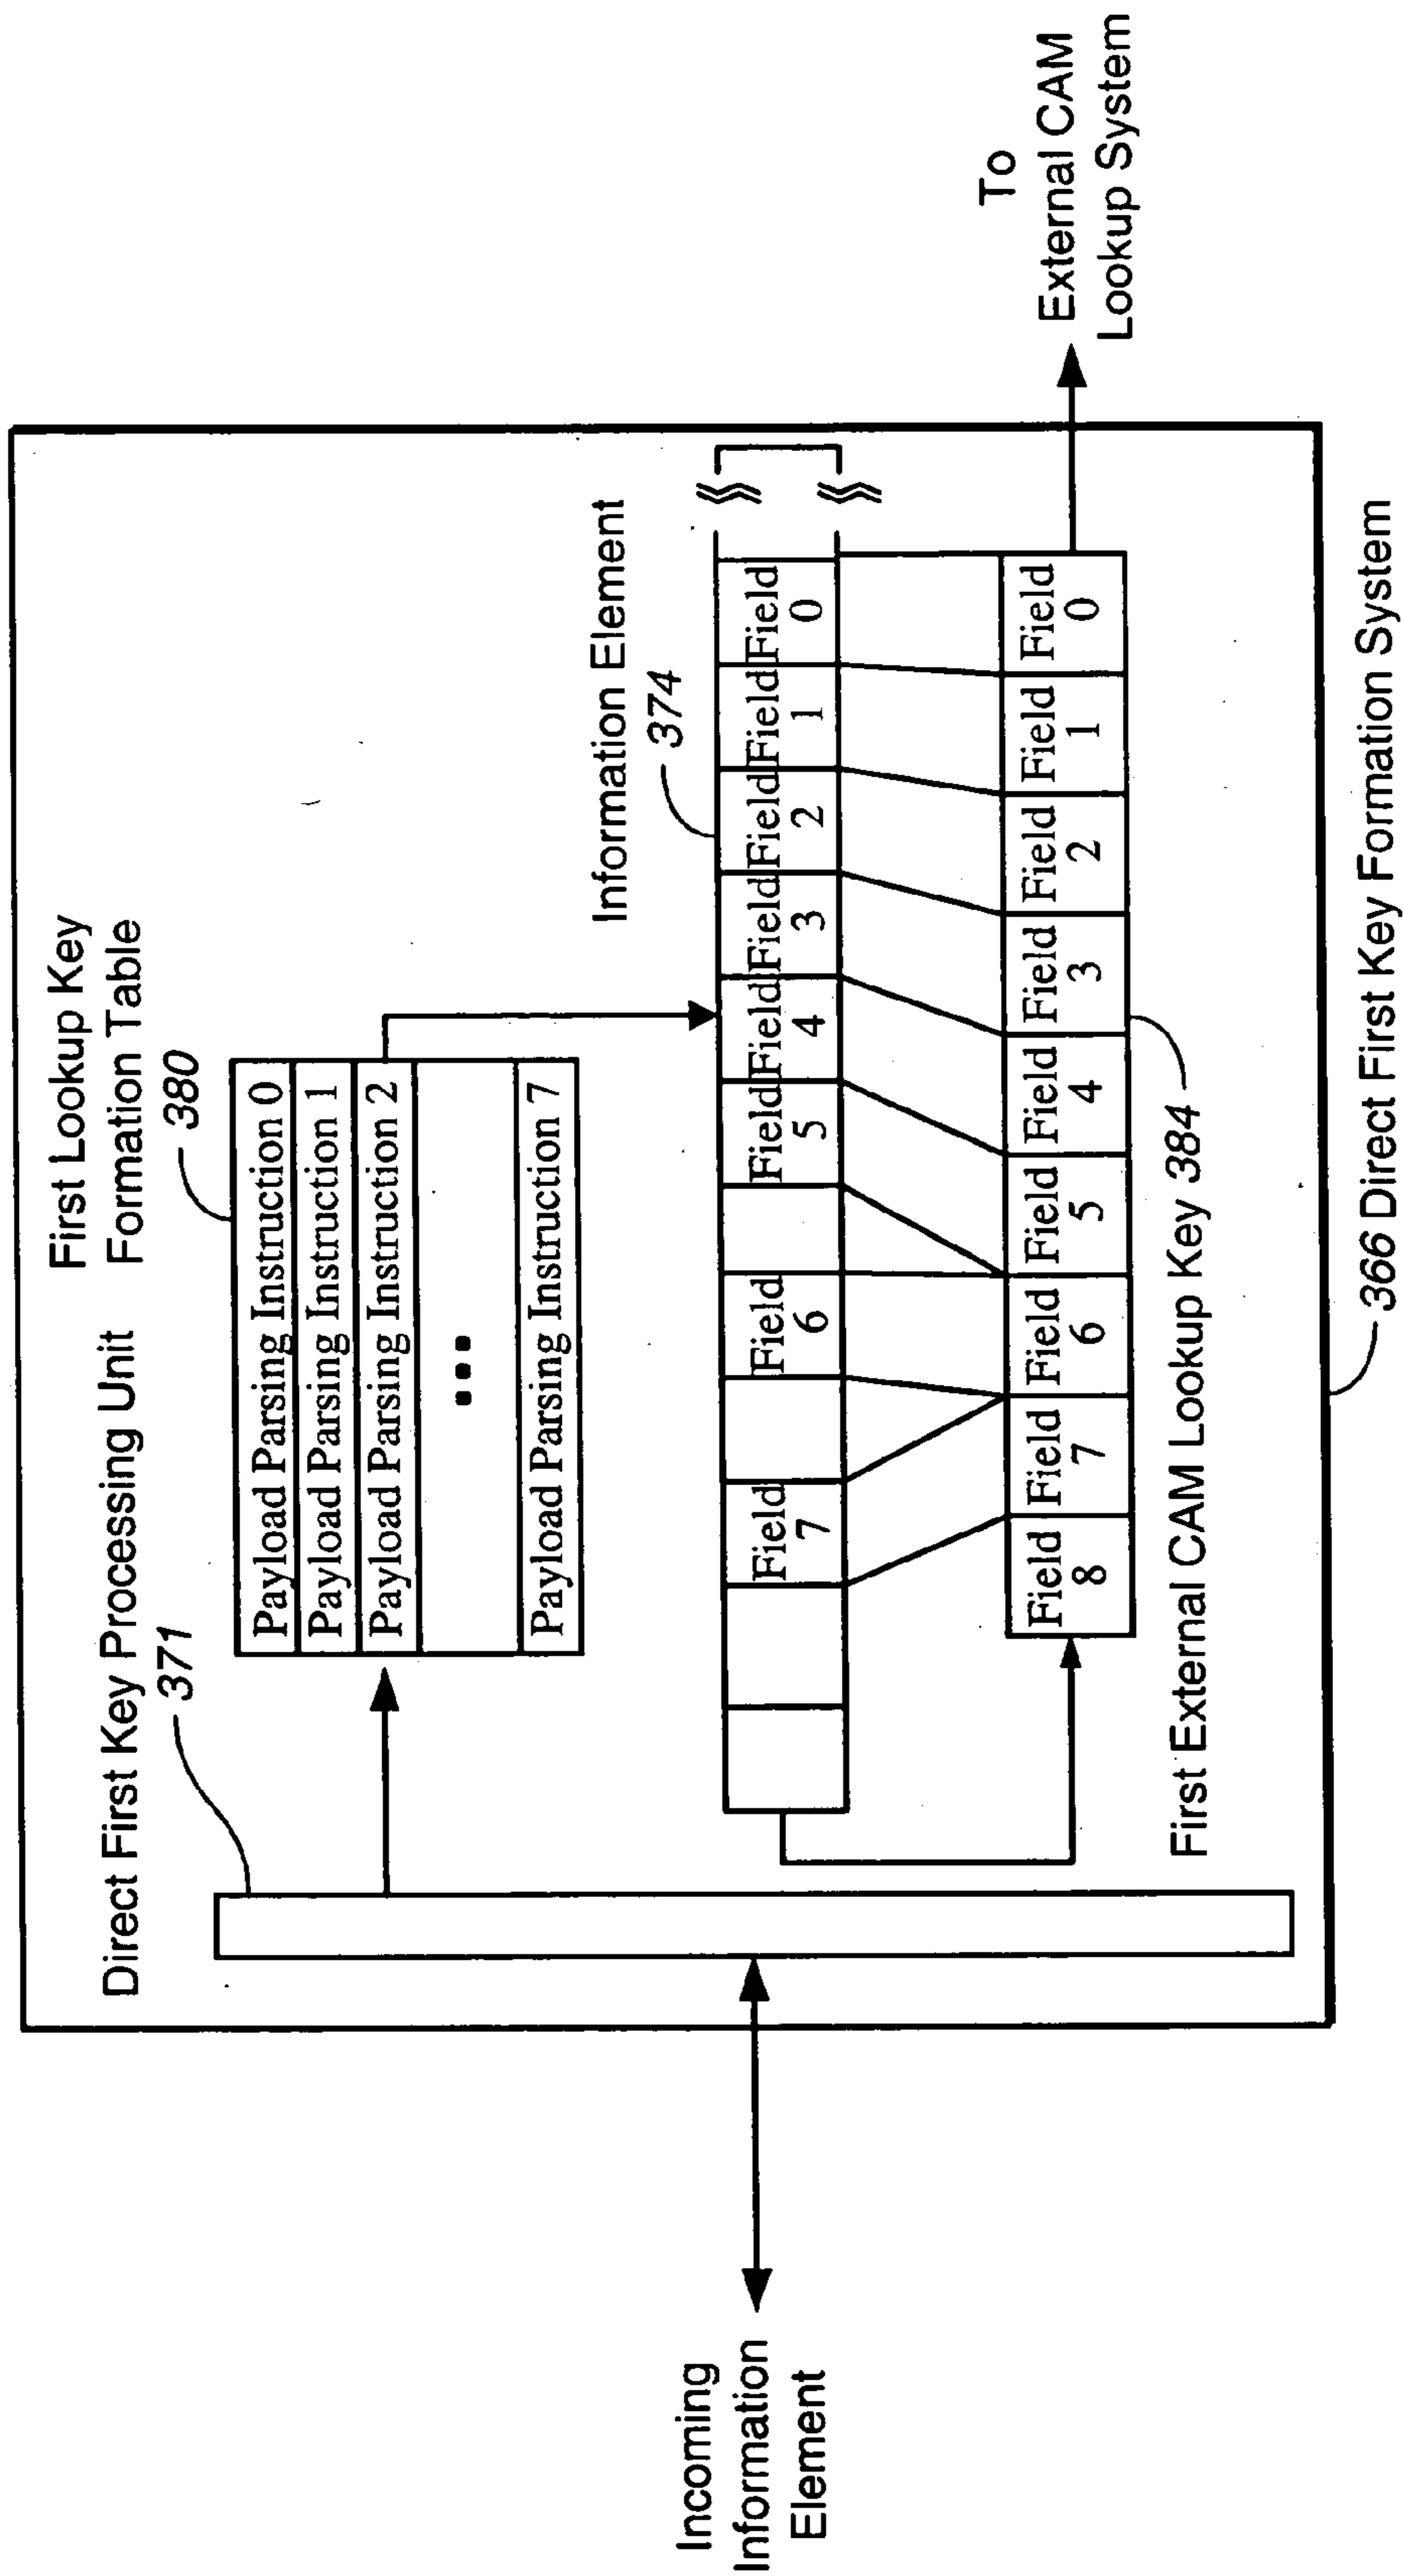 Direct First Key Processing Unit
371
First Lookup Key
Formation Table
380
Payload Parsing Instruction 0
Payload Parsing Instruction 1
Payload Parsing Instruction 2
Payload Parsing Instruction 7
Information Element
374
Field 7
Field 6
Field 5
Field 4
Field 3
Field 2
Field 1
Field 0
Field 8
Field 7
Field 6
Field 5
Field 4
Field 3
Field 2
Field 1
Field 0
First External CAM Lookup Key 384
Incoming
Information
Element
To
External CAM
Lookup System
366 Direct First Key Formation System